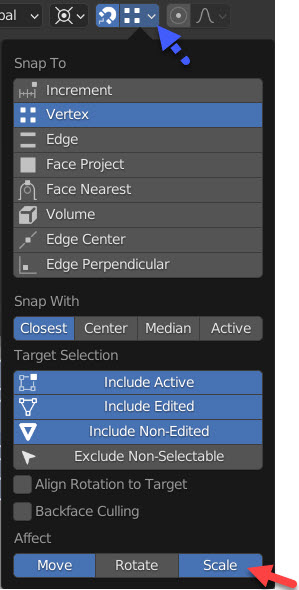 bal
Snap To
Increment
Vertex
Edge
Face Project
Face Nearest
Volume
Edge Center
Edge Perpendicular
Snap With
Closest Center Median Active
Target Selection
Include Active
Include Edited
Include Non-Edited
Exclude Non-Selectable
Align Rotation to Target
Backface Culling
Affect
Move Rotate Scale